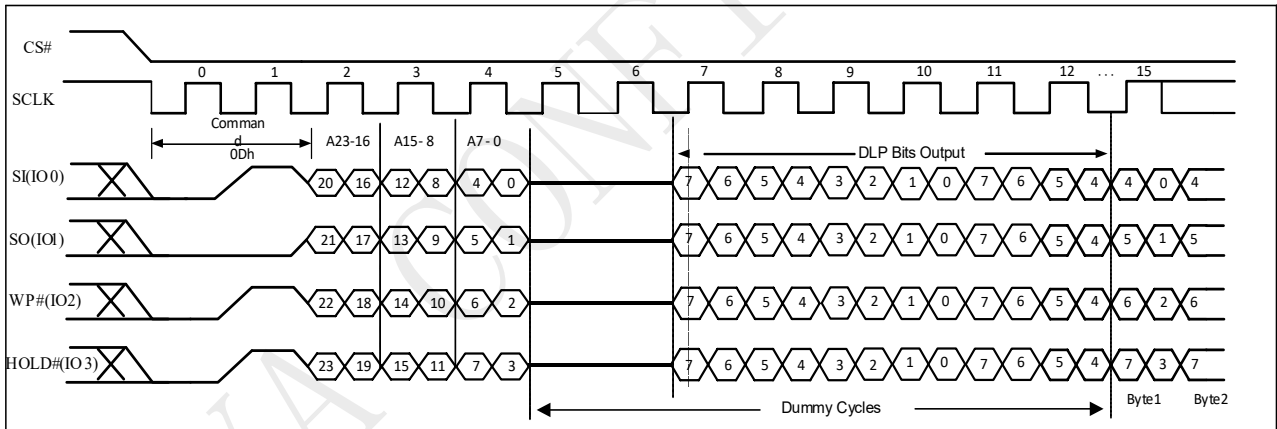 CS#
0 1 2 3 4 5 6 7 8 9 10 11 12 ... 15
SCLK
Comman
d
0Dh
A23-16 A15-8 A7-0
DLP Bits Output
SI(IO0) 20 16 12 8 4 0 7 6 5 4 3 2 1 0 7 6 5 4 4 0 4
SO(IO1) 21 17 13 9 5 1 7 6 5 4 3 2 1 0 7 6 5 4 5 1 5
WP#(IO2) 22 18 14 10 6 2 7 6 5 4 3 2 1 0 7 6 5 4 6 2 6
HOLD#(IO3) 23 19 15 11 7 3 7 6 5 4 3 2 1 0 7 6 5 4 7 3 7
Dummy Cycles
Byte1 Byte2